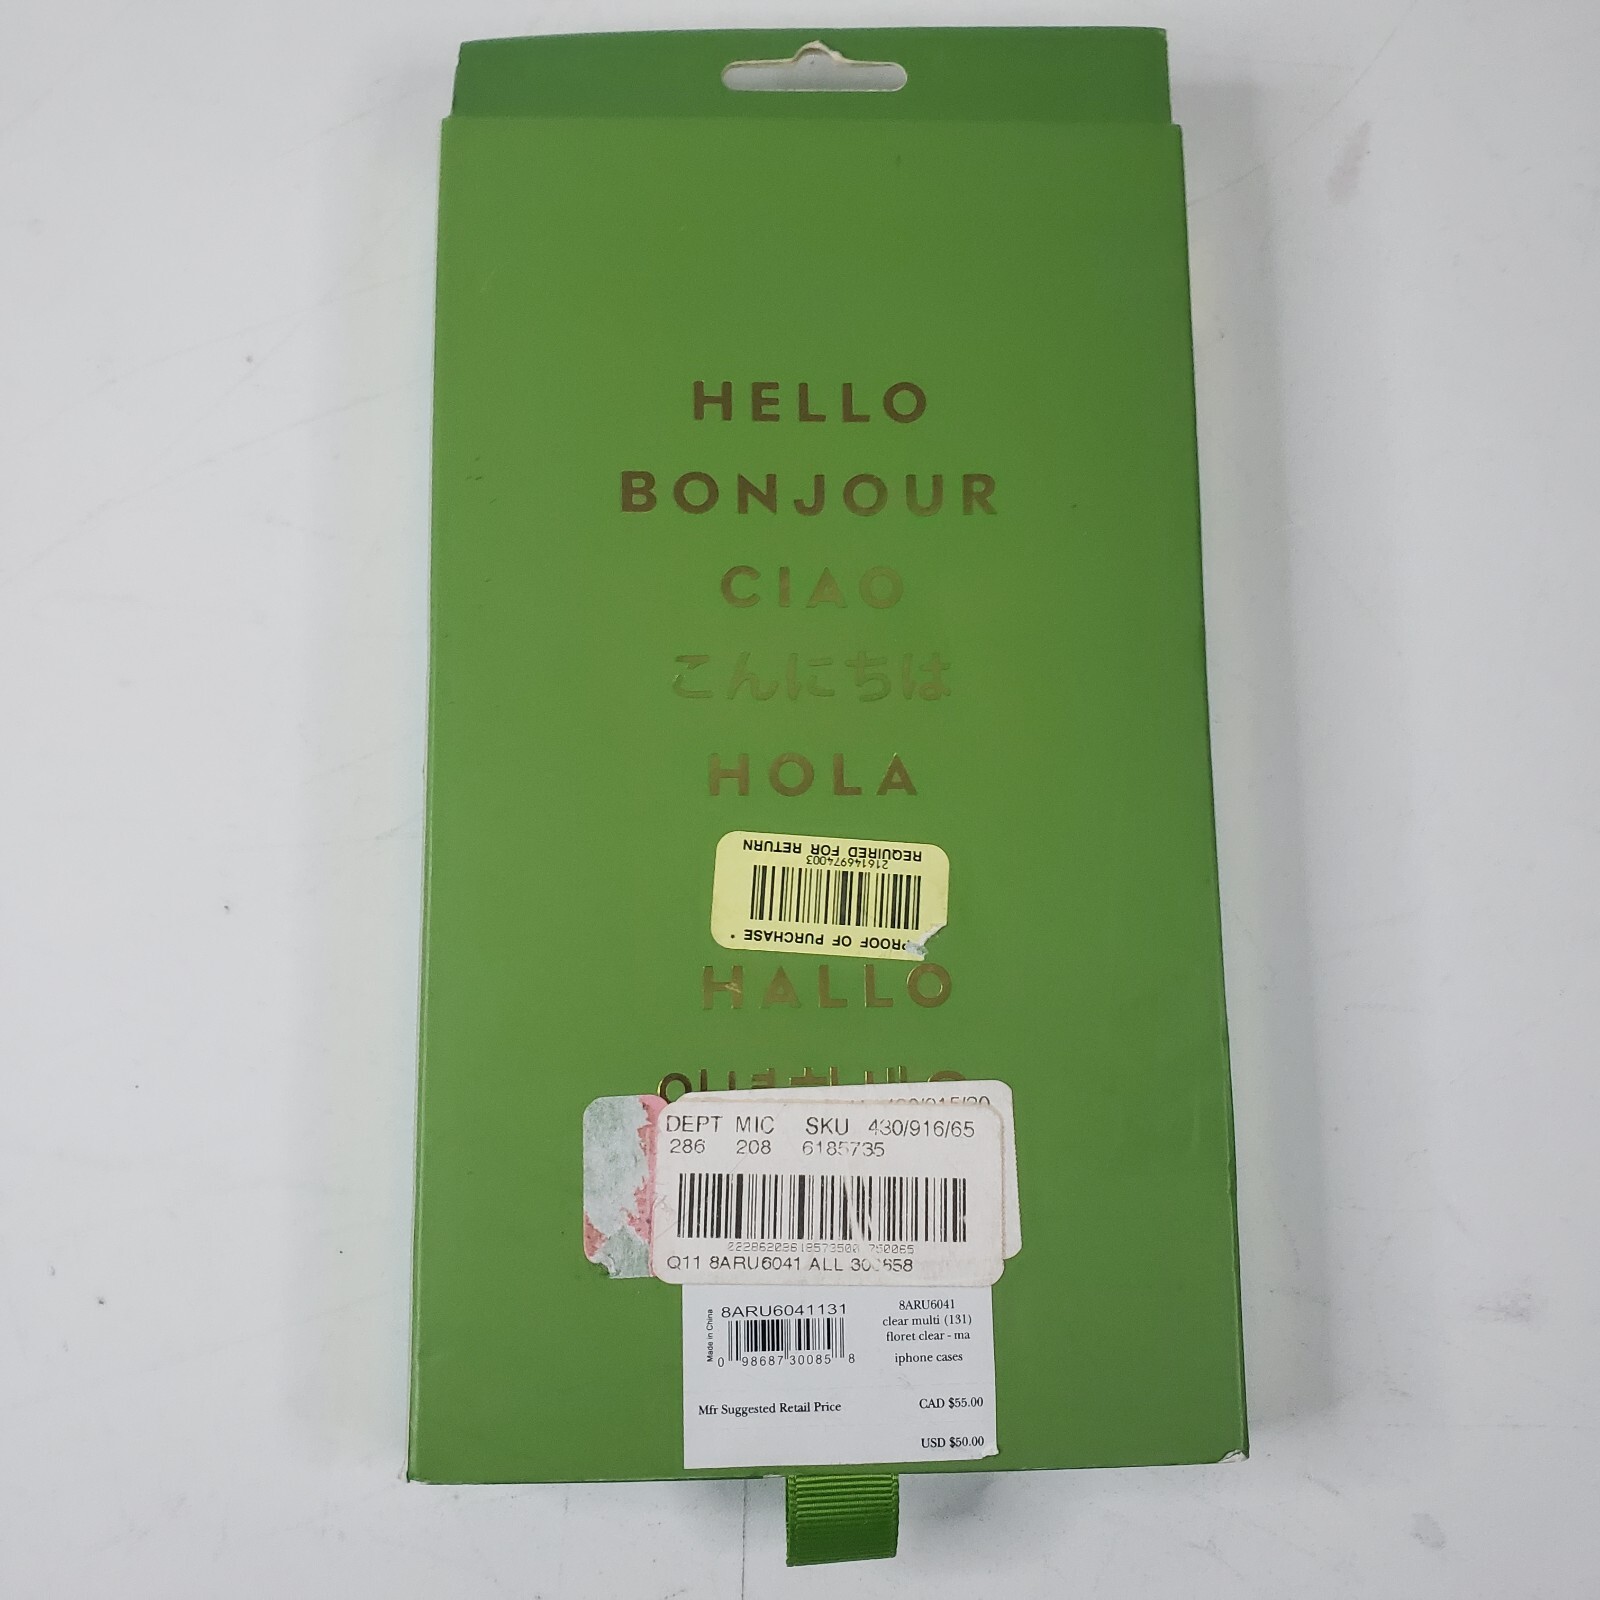 HELLO
BONJOUR
CIAO
こんにちは
HOLA
REQUIRED FOR RETURN
216146974003
PROOF OF PURCHASE *
HALLO
DEPT MIC SKU 430/916/65
286 208 6185735
Q11 8ARU6041 ALL
8ARU6041131
Made in China
0 98687 30085 8
8ARU6041
clear multi (131)
floret clear - ma
iphone cases
Mfr Suggested Retail Price
CAD $55.00
USD $50.00